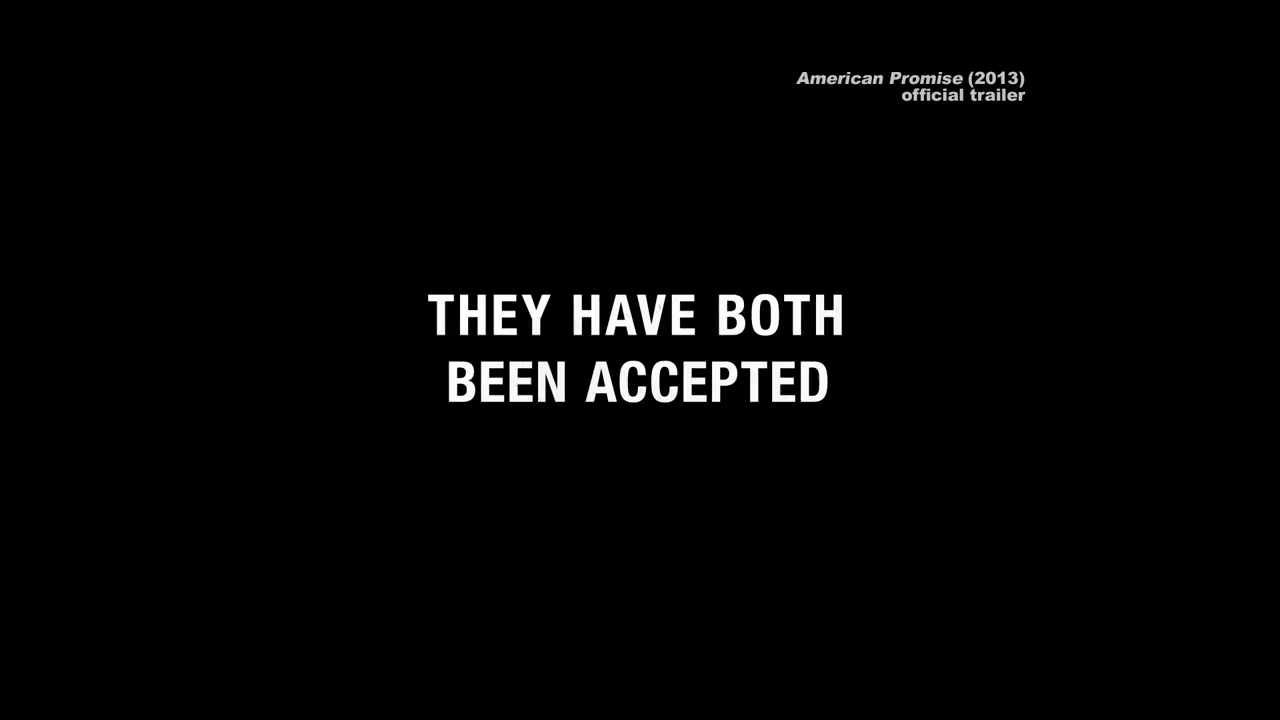 American Promise (2013)
official trailer
THEY HAVE BOTH
BEEN ACCEPTED